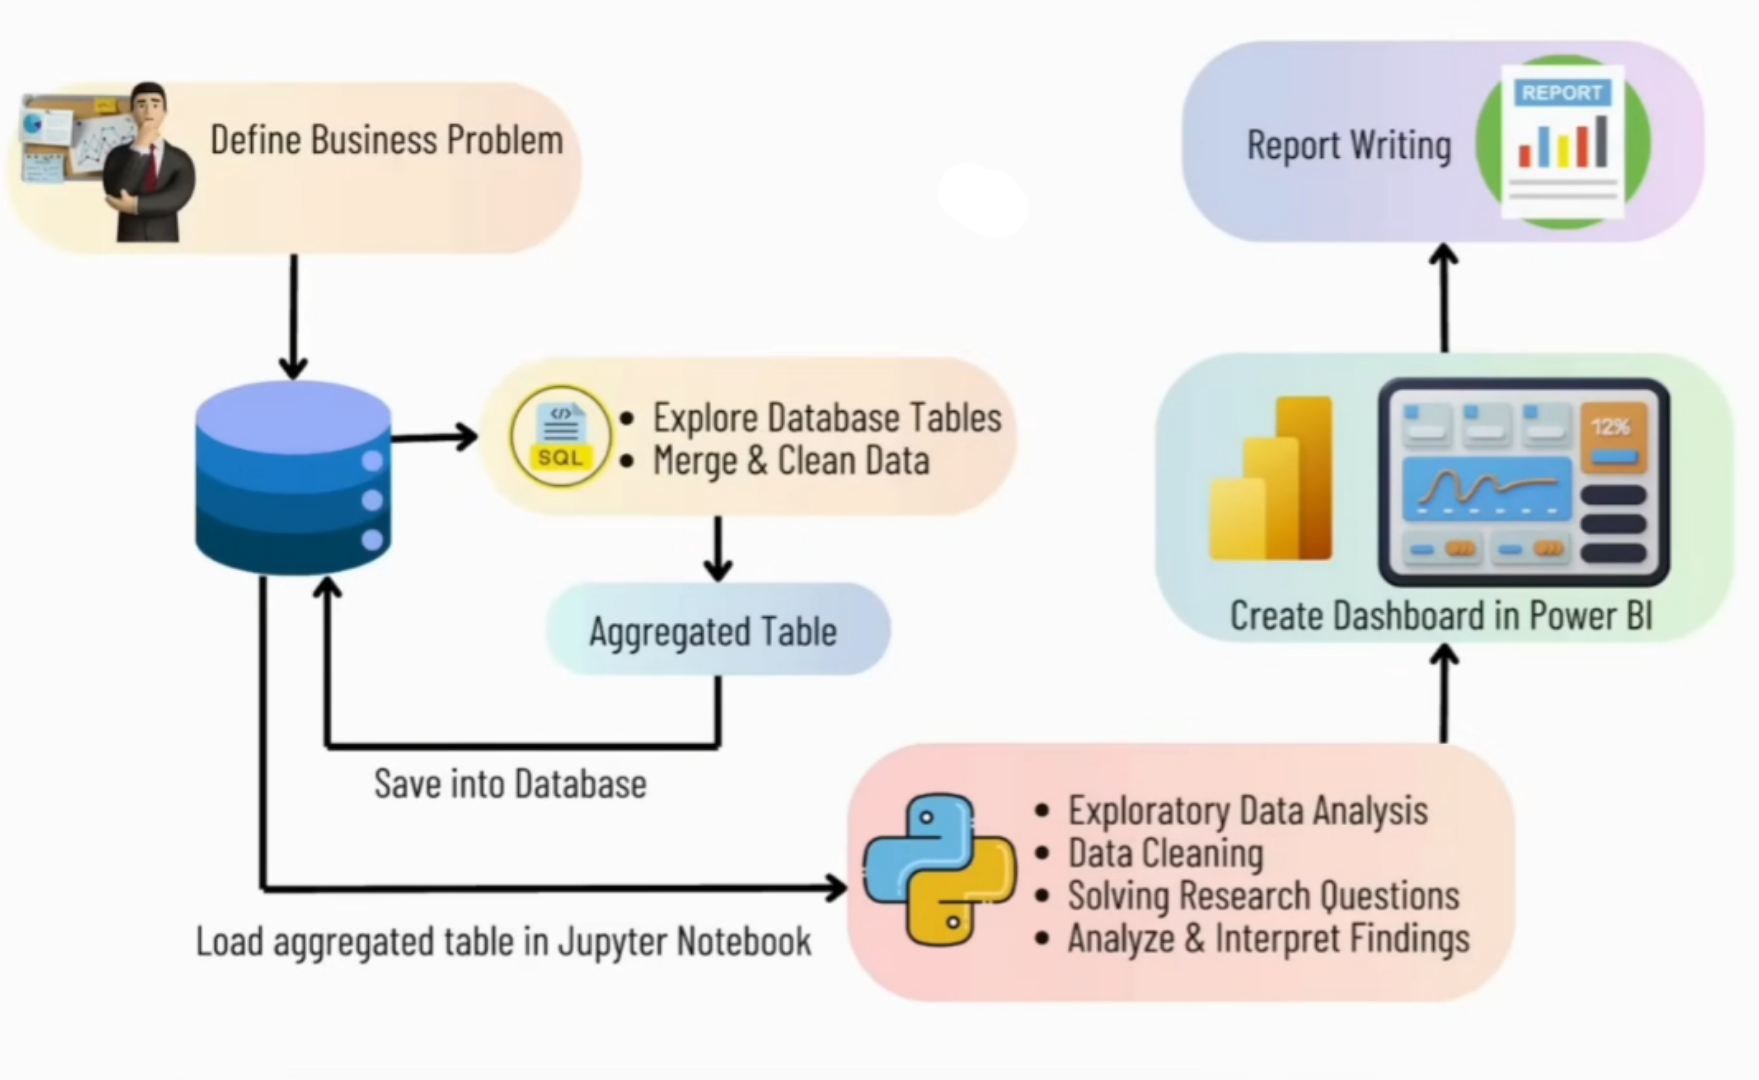 Define Business Problem
</>
SQL
• Explore Database Tables
• Merge & Clean Data
Aggregated Table
Save into Database
Load aggregated table in Jupyter Notebook
• Exploratory Data Analysis
• Data Cleaning
• Solving Research Questions
• Analyze & Interpret Findings
12%
Create Dashboard in Power BI
Report Writing
REPORT